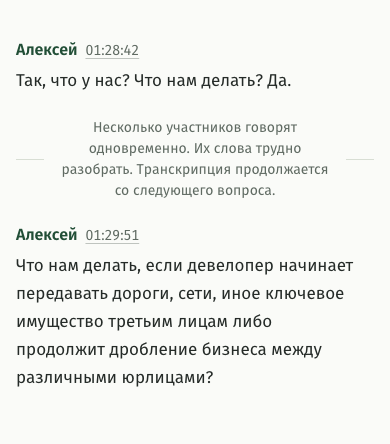 Алексей 01:28:42
Так, что у нас? Что нам делать? Да.
Несколько участников говорят
одновременно. Их слова трудно
разобрать. Транскрипция продолжается
со следующего вопроса.
Алексей 01:29:51
Что нам делать, если девелопер начинает
передавать дороги, сети, иное ключевое
имущество третьим лицам либо
продолжит дробление бизнеса между
различными юрлицами?